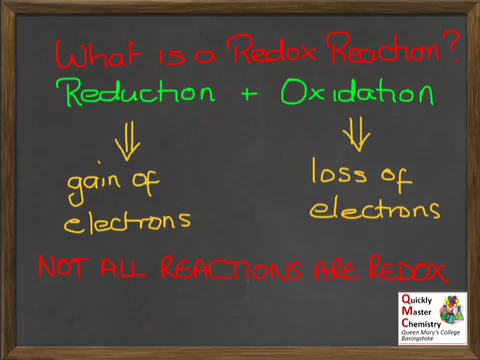 What is a Redox Reaction?
Reduction + Oxidation
⇓ ⇓
gain of
electrons
loss of
electrons
NOT ALL REACTIONS ARE REDOX
Quickly
Master
Chemistry
Queen Mary's College
Basingstoke